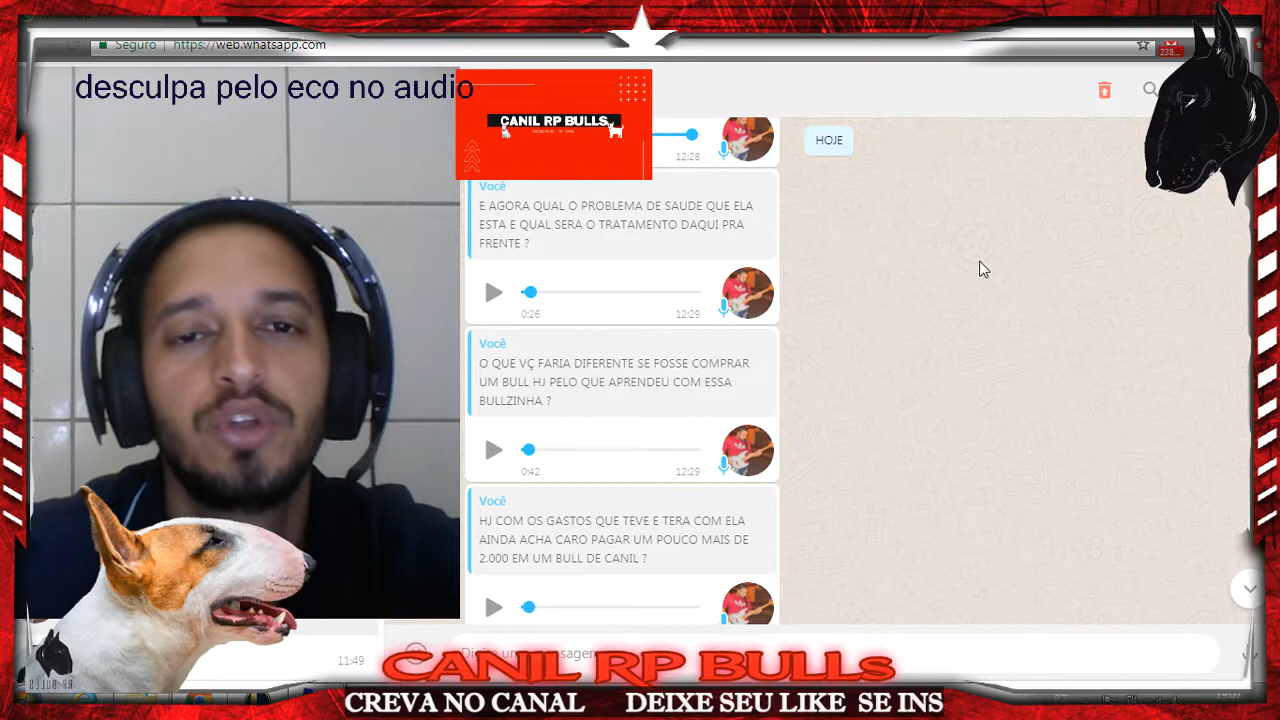 Seguro
https://web.whatsapp.com
238...
desculpa pelo eco no audio
CANIL RP BULLS
HOJE
12:28
Você
E AGORA QUAL O PROBLEMA DE SAUDE QUE ELA
ESTA E QUAL SERA O TRATAMENTO DAQUI PRA
FRENTE ?
0:26
12:29
Você
O QUE VÇ FARIA DIFERENTE SE FOSSE COMPRAR
UM BULL HJ PELO QUE APRENDEU COM ESSA
BULLZINHA ?
0:42
12:29
Você
HJ COM OS GASTOS QUE TEVE E TERA COM ELA
AINDA ACHA CARO PAGAR UM POUCO MAIS DE
2.000 EM UM BULL DE CANIL ?
11:49
CANIL RP BULLs
CREVA NO CANAL DEIXE SEU LIKE SE INS